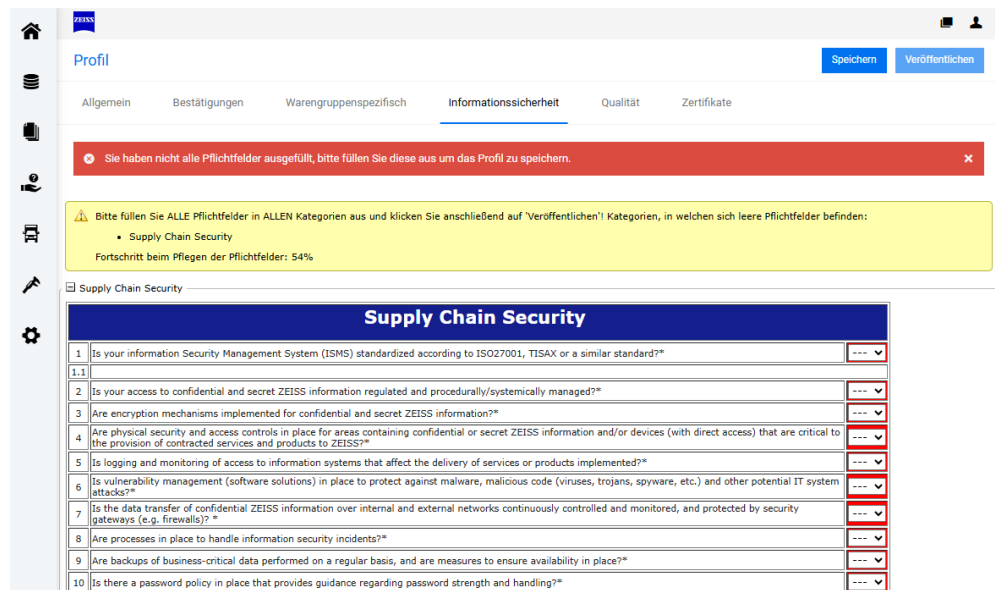 ZEISS
Profil
Speichern
Veröffentlichen
Allgemein
Bestätigungen
Warengruppenspezifisch
Informationssicherheit
Qualität
Zertifikate
Sie haben nicht alle Pflichtfelder ausgefüllt, bitte füllen Sie diese aus um das Profil zu speichern.
Bitte füllen Sie ALLE Pflichtfelder in ALLEN Kategorien aus und klicken Sie anschließend auf 'Veröffentlichen'! Kategorien, in welchen sich leere Pflichtfelder befinden:
• Supply Chain Security
Fortschritt beim Pflegen der Pflichtfelder: 54%
Supply Chain Security
Supply Chain Security
1 Is your information Security Management System (ISMS) standardized according to ISO27001, TISAX or a similar standard?* ---
1.1
2 Is your access to confidential and secret ZEISS information regulated and procedurally/systemically managed?* ---
3 Are encryption mechanisms implemented for confidential and secret ZEISS information?* ---
4 Are physical security and access controls in place for areas containing confidential or secret ZEISS information and/or devices (with direct access) that are critical to
the provision of contracted services and products to ZEISS?* ---
5 Is logging and monitoring of access to information systems that affect the delivery of services or products implemented?* ---
6 Is vulnerability management (software solutions) in place to protect against malware, malicious code (viruses, trojans, spyware, etc.) and other potential IT system
attacks?* ---
7 Is the data transfer of confidential ZEISS information over internal and external networks continuously controlled and monitored, and protected by security
gateways (e.g. firewalls)? * ---
8 Are processes in place to handle information security incidents?* ---
9 Are backups of business-critical data performed on a regular basis, and are measures to ensure availability in place?* ---
10 Is there a password policy in place that provides guidance regarding password strength and handling?* ---